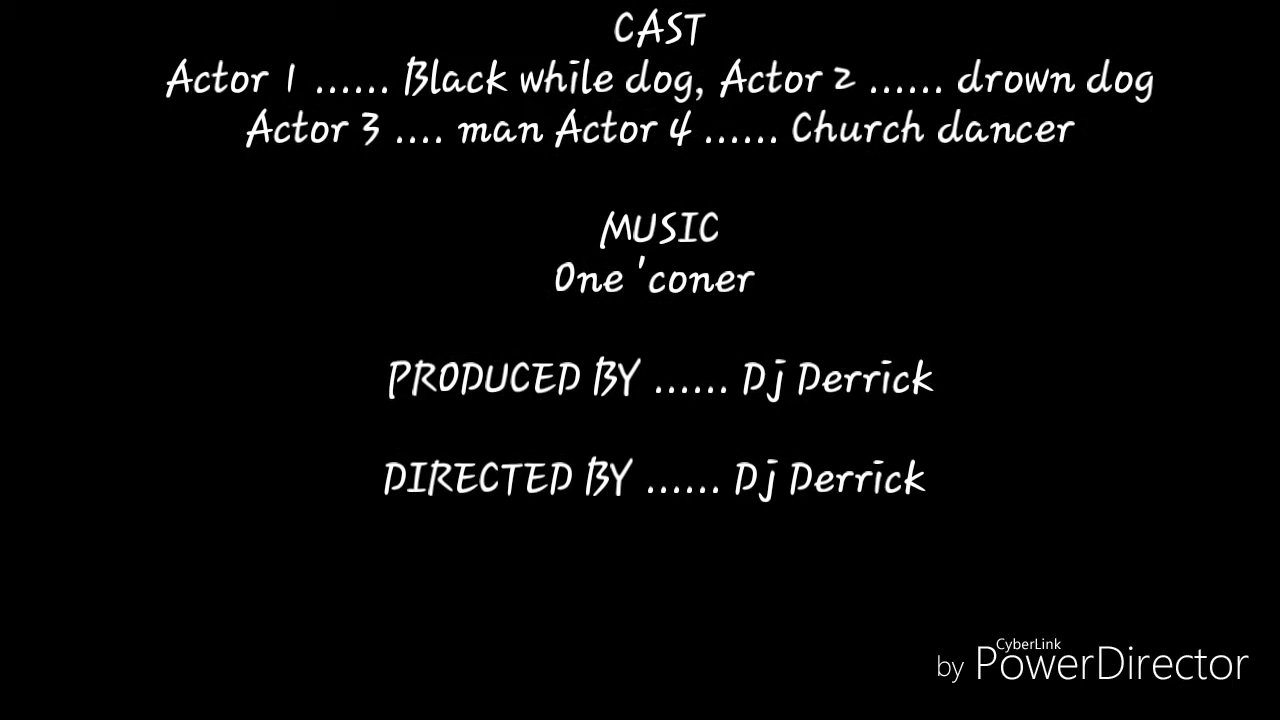 CAST
Actor 1 ...... Black while dog, Actor 2 ...... drown dog
Actor 3 .... man Actor 4 ...... Church dancer
MUSIC
One 'coner
PRODUCED BY ...... Dj Derrick
DIRECTED BY ...... Dj Derrick
CyberLink
by PowerDirector